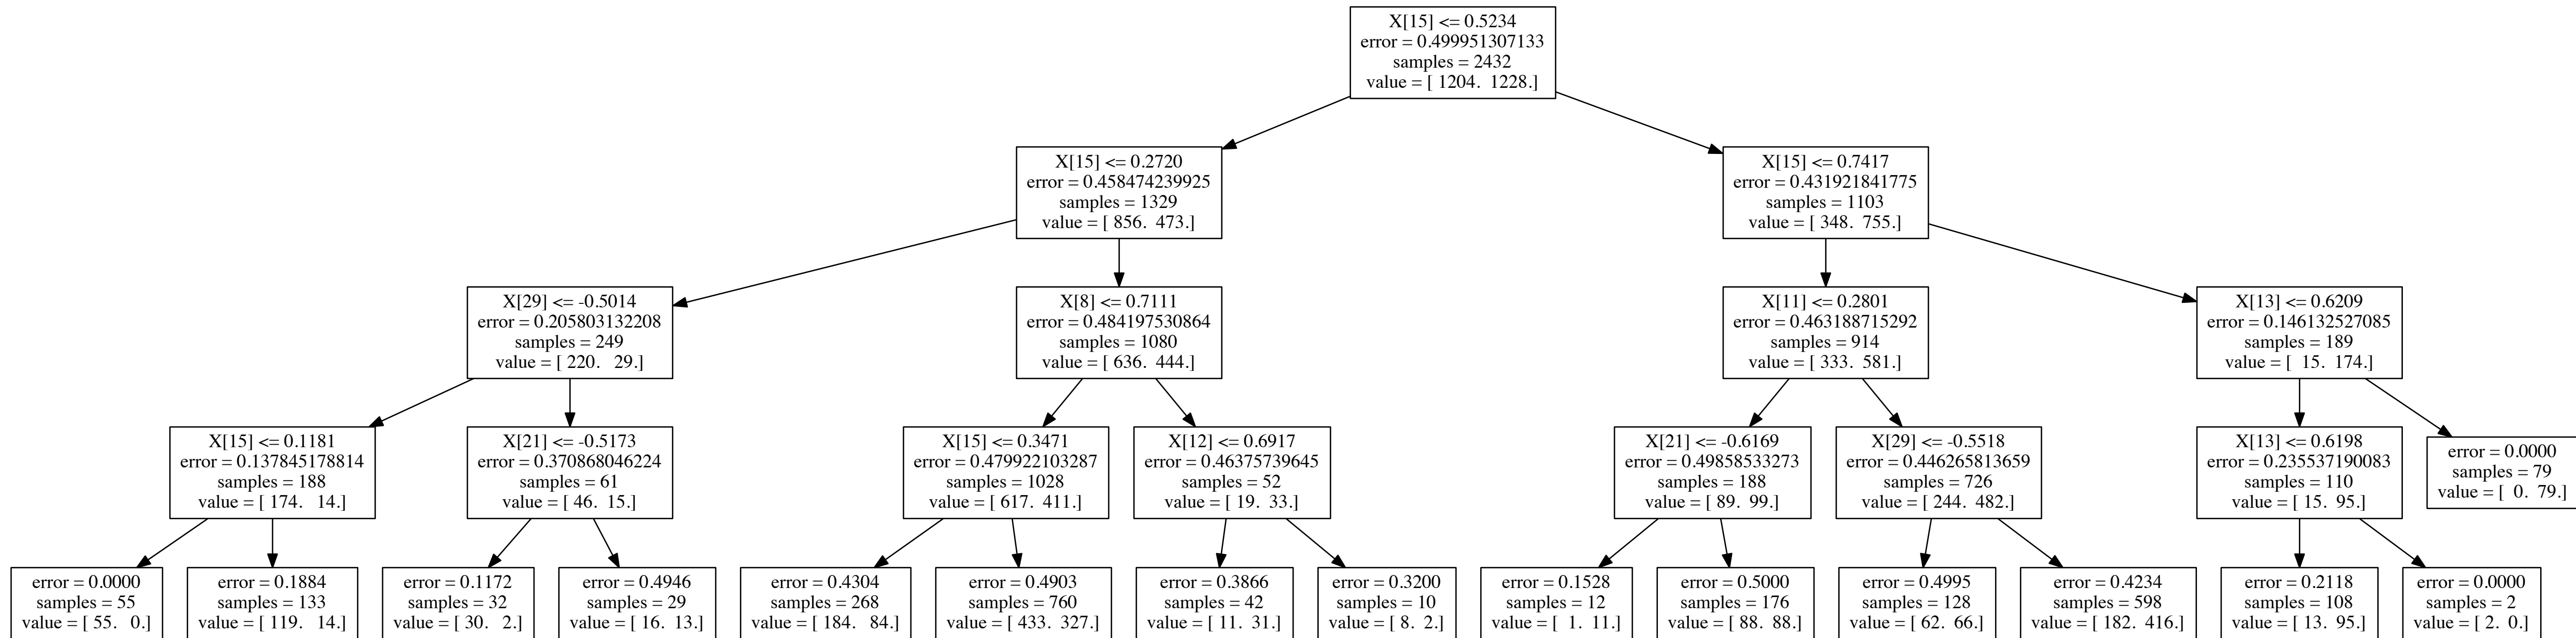 X[15] <= 0.5234
error = 0.499951307133
samples = 2432
value = [ 1204.  1228.]
X[15] <= 0.2720
error = 0.458474239925
samples = 1329
value = [ 856.  473.]
X[15] <= 0.7417
error = 0.431921841775
samples = 1103
value = [ 348.  755.]
X[29] <= -0.5014
error = 0.205803132208
samples = 249
value = [ 220.   29.]
X[8] <= 0.7111
error = 0.484197530864
samples = 1080
value = [ 636.  444.]
X[11] <= 0.2801
error = 0.463188715292
samples = 914
value = [ 333.  581.]
X[13] <= 0.6209
error = 0.146132527085
samples = 189
value = [  15.  174.]
X[15] <= 0.1181
error = 0.137845178814
samples = 188
value = [ 174.   14.]
X[21] <= -0.5173
error = 0.370868046224
samples = 61
value = [ 46.  15.]
X[15] <= 0.3471
error = 0.479922103287
samples = 1028
value = [ 617.  411.]
X[12] <= 0.6917
error = 0.46375739645
samples = 52
value = [ 19.  33.]
X[21] <= -0.6169
error = 0.49858533273
samples = 188
value = [ 89.  99.]
X[29] <= -0.5518
error = 0.446265813659
samples = 726
value = [ 244.  482.]
X[13] <= 0.6198
error = 0.235537190083
samples = 110
value = [ 15.  95.]
error = 0.0000
samples = 79
value = [  0.  79.]
error = 0.0000
samples = 55
value = [ 55.   0.]
error = 0.1884
samples = 133
value = [ 119.  14.]
error = 0.1172
samples = 32
value = [ 30.   2.]
error = 0.4946
samples = 29
value = [ 16.  13.]
error = 0.4304
samples = 268
value = [ 184.  84.]
error = 0.4903
samples = 760
value = [ 433.  327.]
error = 0.3866
samples = 42
value = [ 11.  31.]
error = 0.3200
samples = 10
value = [ 8.  2.]
error = 0.1528
samples = 12
value = [  1.  11.]
error = 0.5000
samples = 176
value = [ 88.  88.]
error = 0.4995
samples = 128
value = [ 62.  66.]
error = 0.4234
samples = 598
value = [ 182.  416.]
error = 0.2118
samples = 108
value = [ 13.  95.]
error = 0.0000
samples = 2
value = [ 2.  0.]